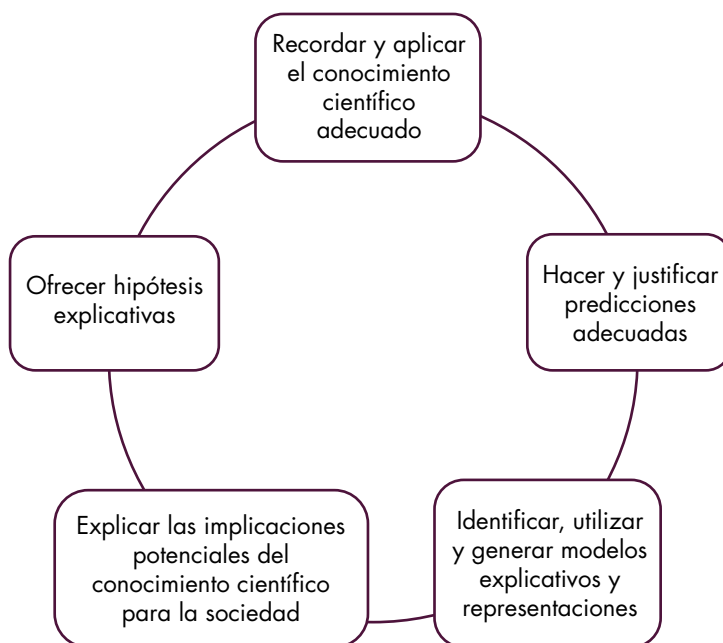 Recordar y aplicar
el conocimiento
científico
adecuado
Hacer y justificar
predicciones
adecuadas
Identificar, utilizar
y generar modelos
explicativos y
representaciones
Explicar las implicaciones
potenciales del
conocimiento científico
para la sociedad
Ofrecer hipótesis
explicativas